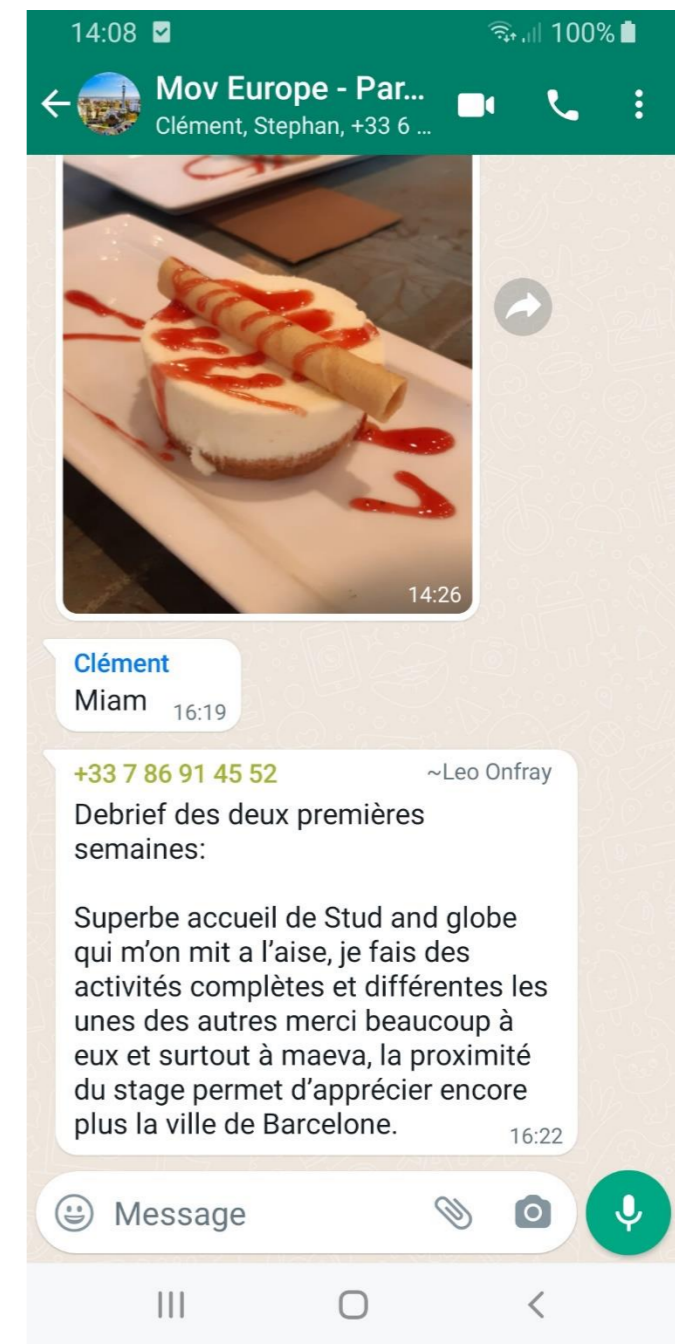 14:08 100%
Mov Europe - Par...
Clément, Stephan, +33 6 ...
14:26
Clément
Miam 16:19
+33 7 86 91 45 52 ~Leo Onfray
Debrief des deux premières
semaines:
Superbe accueil de Stud and globe
qui m’on mit a l’aise, je fais des
activités complètes et différentes les
unes des autres merci beaucoup à
eux et surtout à maeva, la proximité
du stage permet d’apprécier encore
plus la ville de Barcelone. 16:22
Message